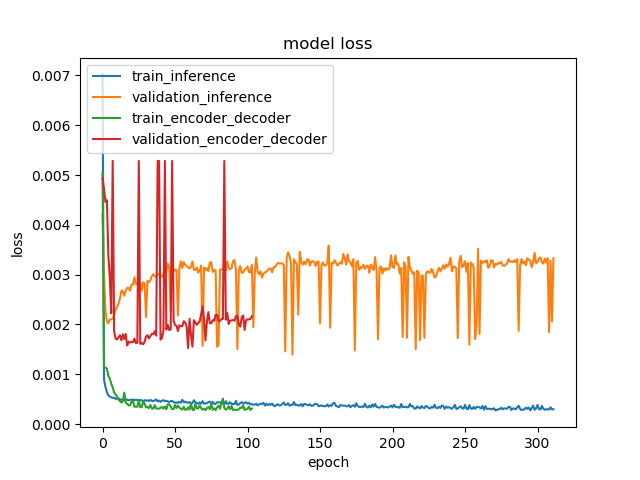 model loss
train_inference
validation_inference
train_encoder_decoder
validation_encoder_decoder
loss
0.007
0.006
0.005
0.004
0.003
0.002
0.001
0.000
0 50 100 150 200 250 300
epoch